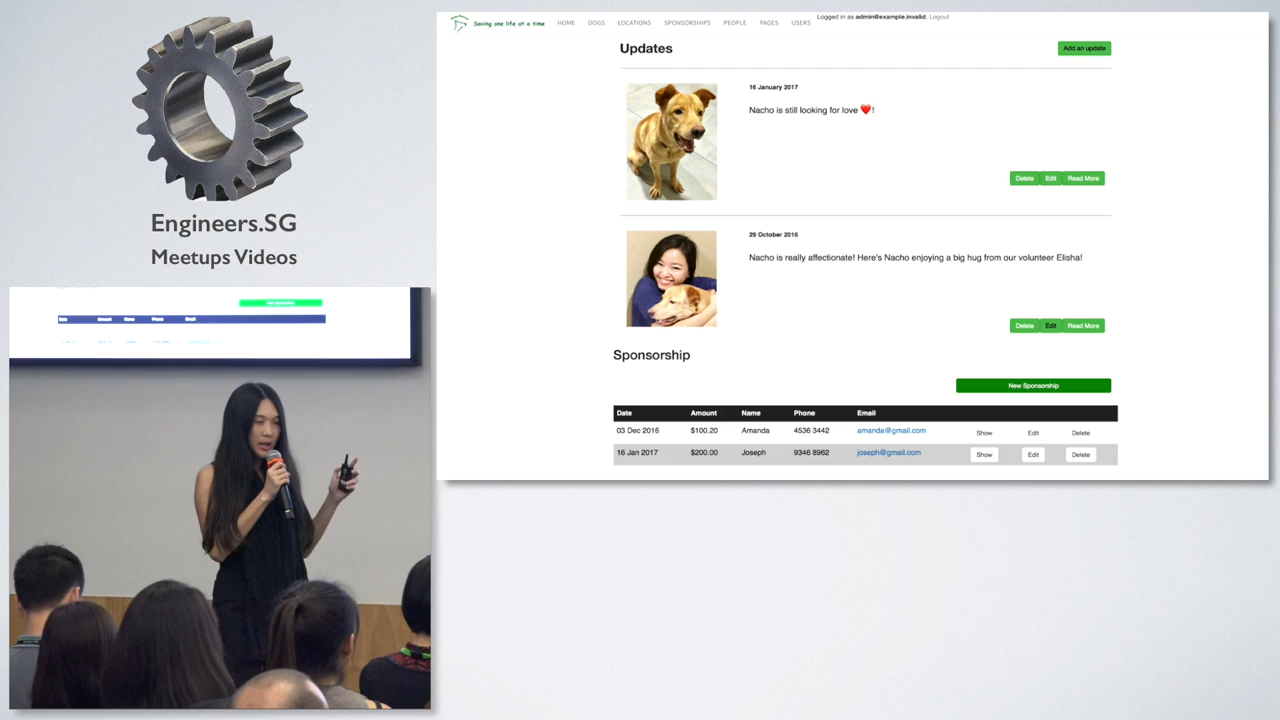 Engineers.SG
Meetups Videos
Saving one life at a time
HOME DOGS LOCATIONS SPONSORSHIPS PEOPLE PAGES USERS Logged in as admin@example.invalid. Logout
Updates
Add an update
16 January 2017
Nacho is still looking for love ❤️!
Delete Edit Read More
29 October 2016
Nacho is really affectionate! Here's Nacho enjoying a big hug from our volunteer Elisha!
Delete Edit Read More
Sponsorship
New Sponsorship
Date Amount Name Phone Email
03 Dec 2016 $100.20 Amanda 4536 3442 amanda@gmail.com Show Edit Delete
16 Jan 2017 $200.00 Joseph 9346 8962 joseph@gmail.com Show Edit Delete
Date Amount Name Phone Email